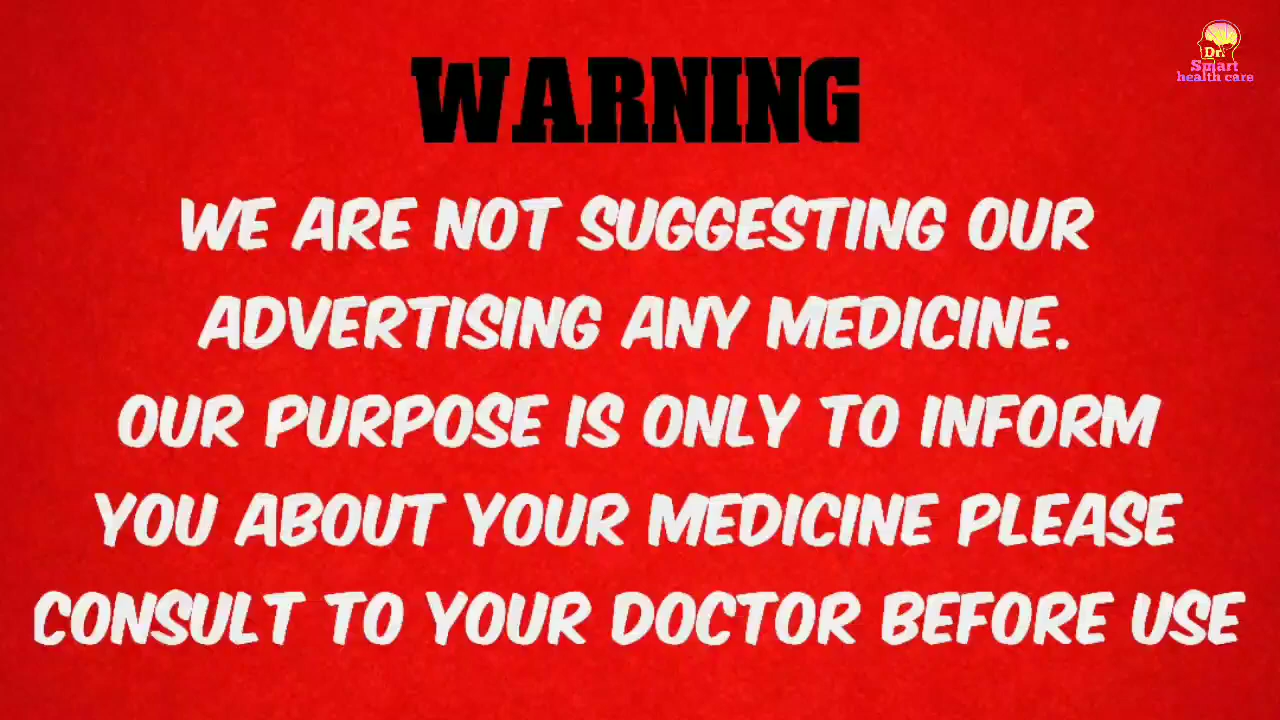 WARNING
WE ARE NOT SUGGESTING OUR
ADVERTISING ANY MEDICINE.
OUR PURPOSE IS ONLY TO INFORM
YOU ABOUT YOUR MEDICINE PLEASE
CONSULT TO YOUR DOCTOR BEFORE USE
Dr.
Smart
health care